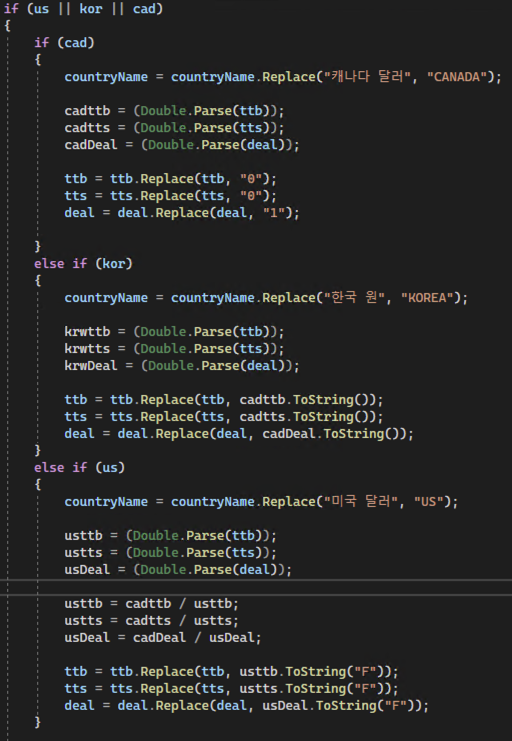 if (us || kor || cad)
{
if (cad)
{
countryName = countryName.Replace("캐나다 달러", "CANADA");
cadttb = (Double.Parse(ttb));
cadtts = (Double.Parse(tts));
cadDeal = (Double.Parse(deal));
ttb = ttb.Replace(ttb, "0");
tts = tts.Replace(tts, "0");
deal = deal.Replace(deal, "1");
}
else if (kor)
{
countryName = countryName.Replace("한국 원", "KOREA");
krwttb = (Double.Parse(ttb));
krwtts = (Double.Parse(tts));
krwDeal = (Double.Parse(deal));
ttb = ttb.Replace(ttb, cadttb.ToString());
tts = tts.Replace(tts, cadtts.ToString());
deal = deal.Replace(deal, cadDeal.ToString());
}
else if (us)
{
countryName = countryName.Replace("미국 달러", "US");
usttb = (Double.Parse(ttb));
ustts = (Double.Parse(tts));
usDeal = (Double.Parse(deal));
usttb = cadttb / usttb;
ustts = cadtts / ustts;
usDeal = cadDeal / usDeal;
ttb = ttb.Replace(ttb, usttb.ToString("F"));
tts = tts.Replace(tts, ustts.ToString("F"));
deal = deal.Replace(deal, usDeal.ToString("F"));
}